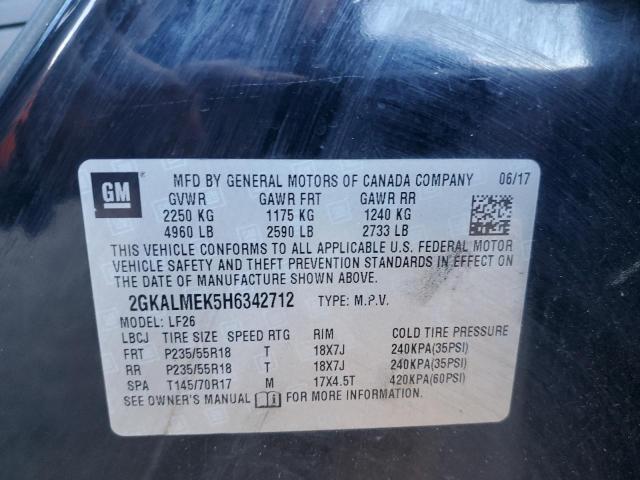 GM MFD BY GENERAL MOTORS OF CANADA COMPANY 06/17
GVWR GAWR FRT GAWR RR
2250 KG 1175 KG 1240 KG
4960 LB 2590 LB 2733 LB
THIS VEHICLE CONFORMS TO ALL APPLICABLE U.S. FEDERAL MOTOR
VEHICLE SAFETY AND THEFT PREVENTION STANDARDS IN EFFECT ON
THE DATE OF MANUFACTURE SHOWN ABOVE.
2GKALMEK5H6342712 TYPE: M.P.V.
MODEL: LF26
LBCJ TIRE SIZE SPEED RTG RIM COLD TIRE PRESSURE
FRT P235/55R18 T 18X7J 240KPA(35PSI)
RR P235/55R18 T 18X7J 240KPA(35PSI)
SPA T145/70R17 M 17X4.5T 420KPA(60PSI)
SEE OWNER'S MANUAL FOR MORE INFORMATION.